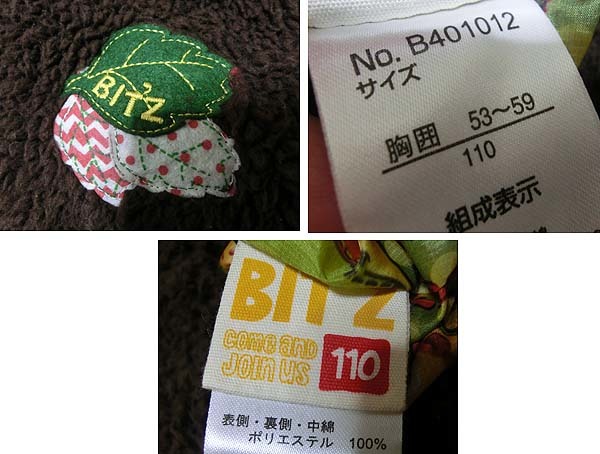 BIT'Z
No. B401012
サイズ
胸囲 53〜59
110
組成表示
BIT'Z
COME AND
JOIN US 110
表側・裏側・中綿
ポリエステル 100%